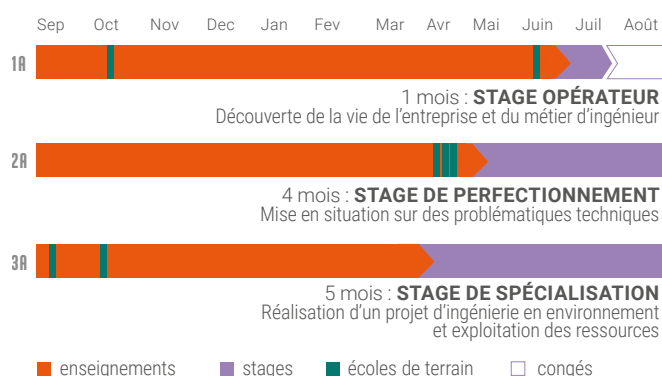 Sep Oct Nov Dec Jan Fev Mar Avr Mai Juin Juil Août
1A
1 mois : STAGE OPÉRATEUR
Découverte de la vie de l'entreprise et du métier d'ingénieur
2A
4 mois : STAGE DE PERFECTIONNEMENT
Mise en situation sur des problématiques techniques
3A
5 mois : STAGE DE SPÉCIALISATION
Réalisation d'un projet d'ingénierie en environnement
et exploitation des ressources
enseignements stages écoles de terrain congés